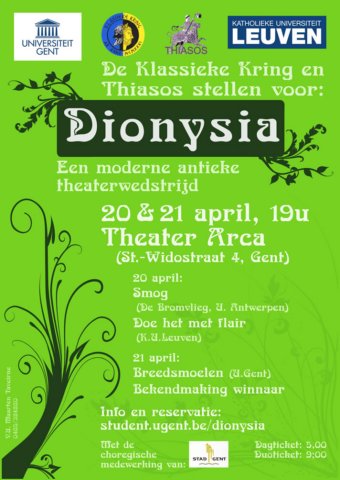 UNIVERSITEIT
GENT
THIASOS
KATHOLIEKE UNIVERSITEIT
LEUVEN
De Klassieke Kring en
Thiasos stellen voor:
Dionysia
Een moderne antieke
theaterwedstrijd
20 & 21 april, 19u
Theater Arca
(St.-Widostraat 4, Gent)
20 april:
Smog
(De Bromvlieg, U. Antwerpen)
Doe het met flair
(K.U.Leuven)
21 april:
Breedsmoelen (U.Gent)
Bekendmaking winnaar
Info en reservatie:
student.ugent.be/dionysia
Met de
choregische
medewerking van:
STAD GENT
Dagticket: 5,00
Duoticket: 9,00
V.U. Maarten Taveirne